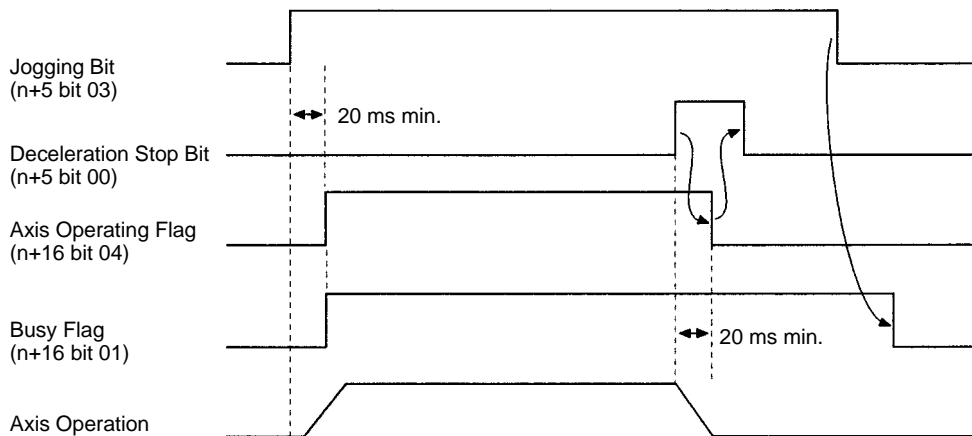 Jogging Bit
(n+5 bit 03)
20 ms min.
Deceleration Stop Bit
(n+5 bit 00)
Axis Operating Flag
(n+16 bit 04)
Busy Flag
(n+16 bit 01)
20 ms min.
Axis Operation